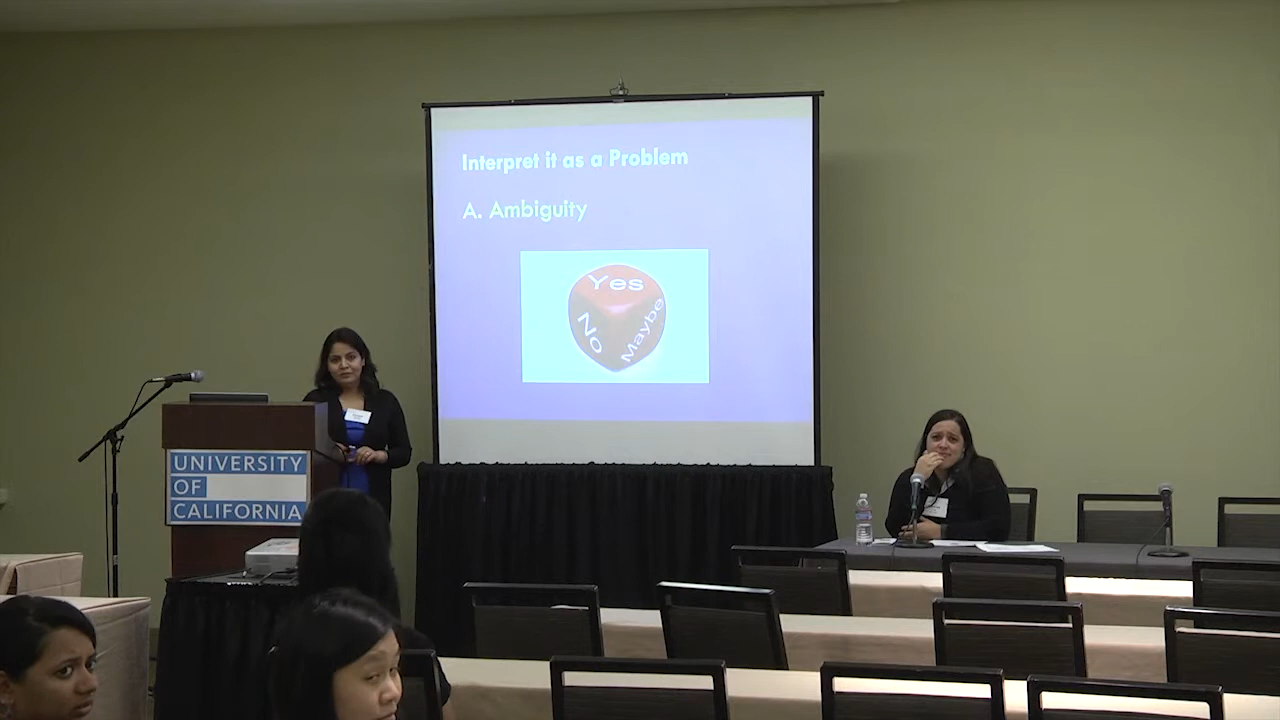 Interpret it as a Problem
A. Ambiguity
Yes
No
Maybe
UNIVERSITY
OF
CALIFORNIA